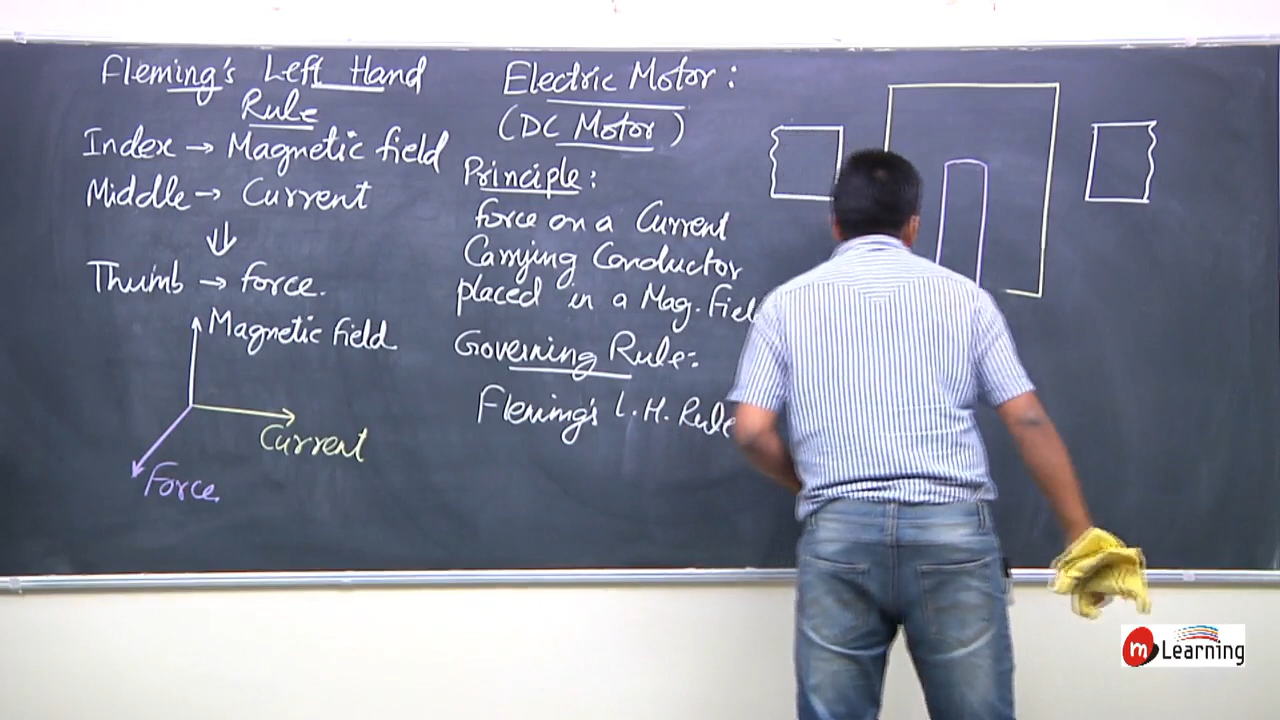 Fleming's Left Hand
Rule
Index → Magnetic field
Middle → Current
⇓
Thumb → force.
Magnetic field
Current
Force
Electric Motor :
(DC Motor)
Principle :
force on a Current
Carrying Conductor
placed in a Mag. Fiel
Governing Rule:-
Fleming's L.H. Rule
m Learning